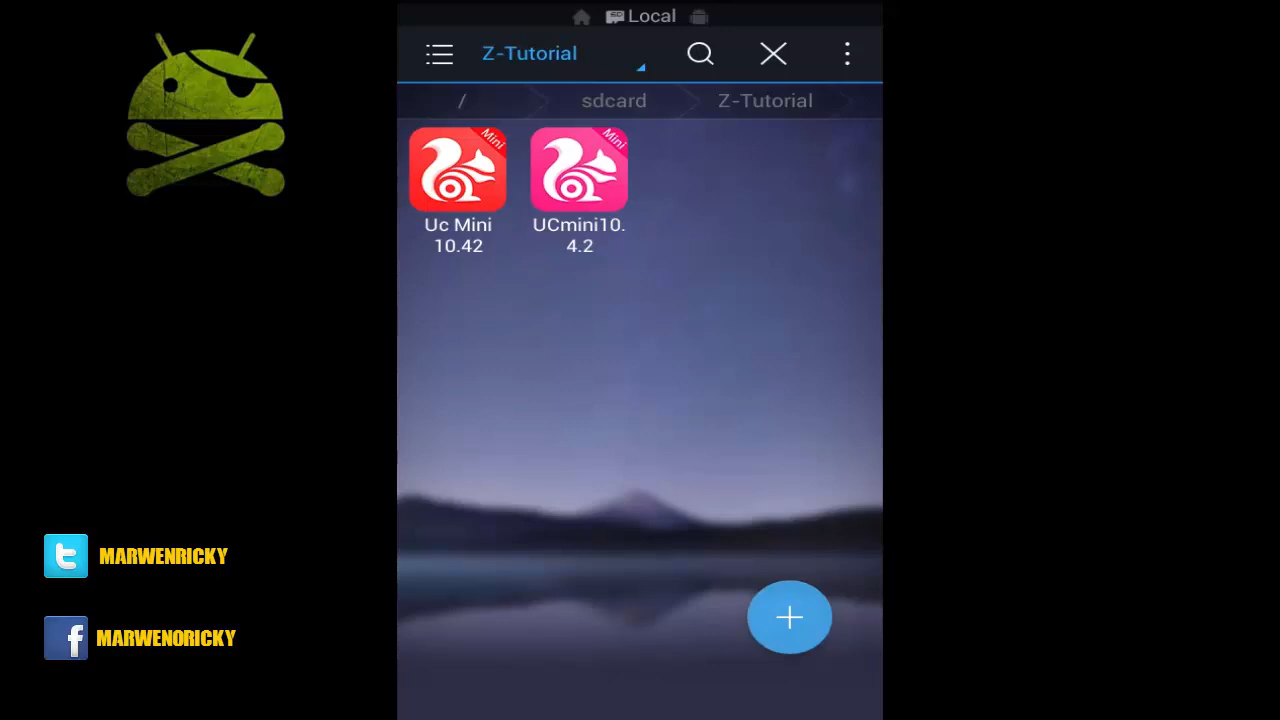 Local
Z-Tutorial
/
sdcard
Z-Tutorial
Mini
Mini
Uc Mini
10.42
UCmini10.
4.2
MARWENRICKY
MARWENORICKY